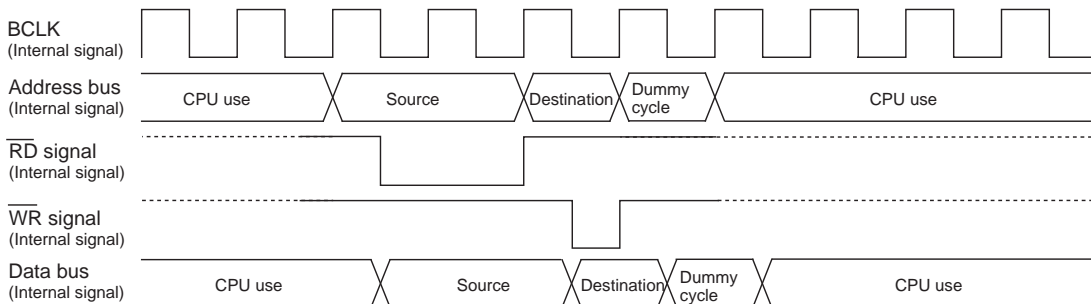 BCLK
(Internal signal)
Address bus
(Internal signal)
CPU use Source Destination Dummy cycle CPU use
RD signal
(Internal signal)
WR signal
(Internal signal)
Data bus
(Internal signal)
CPU use Source Destination Dummy cycle CPU use